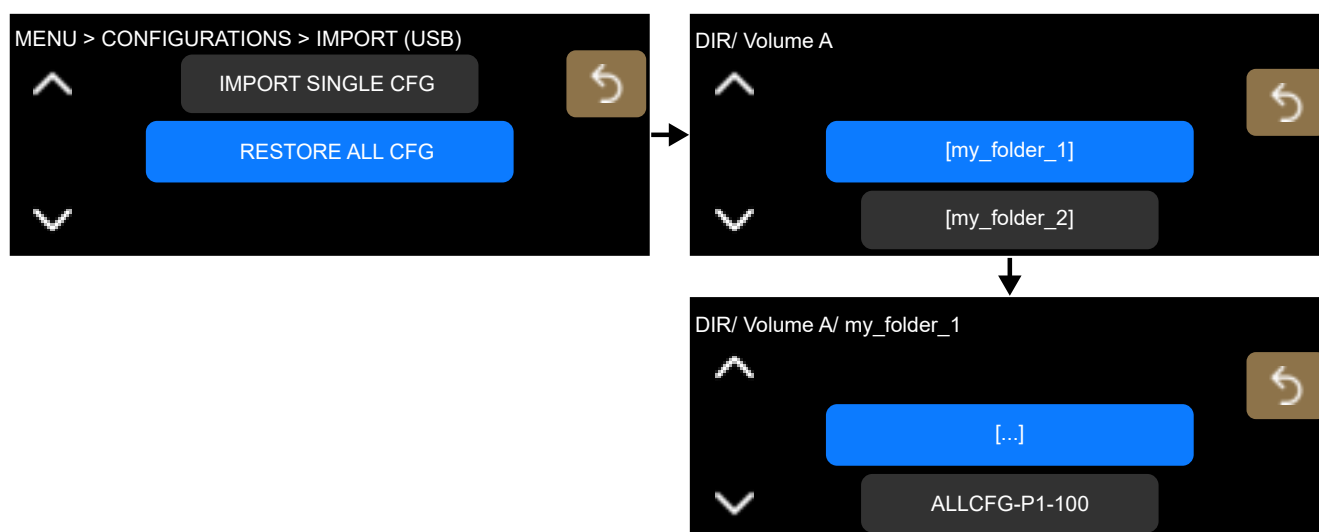 MENU > CONFIGURATIONS > IMPORT (USB)
IMPORT SINGLE CFG
RESTORE ALL CFG
DIR/ Volume A
[my_folder_1]
[my_folder_2]
DIR/ Volume A/ my_folder_1
[...]
ALLCFG-P1-100